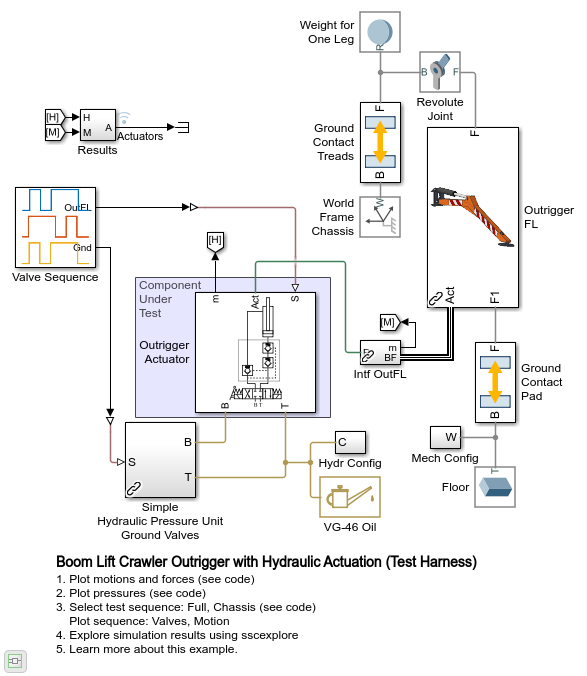 Weight for
One Leg
R
B
F
Revolute
Joint
F
F
Ground
Contact
Treads
B
W
World
Frame
Chassis
[H]
[M]
H
M
A
Actuators
Results
OutFL
Gnd
Valve Sequence
[H]
Component
Under
Test
m
Act
S
Outrigger
Actuator
B T
B
T
[M]
F
m
BF
Intf OutFL
Outrigger
FL
Act
F1
F
Ground
Contact
Pad
B
W
Mech Config
T
Floor
S
B
T
Simple
Hydraulic Pressure Unit
Ground Valves
C
Hydr Config
VG-46 Oil
Boom Lift Crawler Outrigger with Hydraulic Actuation (Test Harness)
1. Plot motions and forces (see code)
2. Plot pressures (see code)
3. Select test sequence: Full, Chassis (see code)
Plot sequence: Valves, Motion
4. Explore simulation results using sscexplore
5. Learn more about this example.